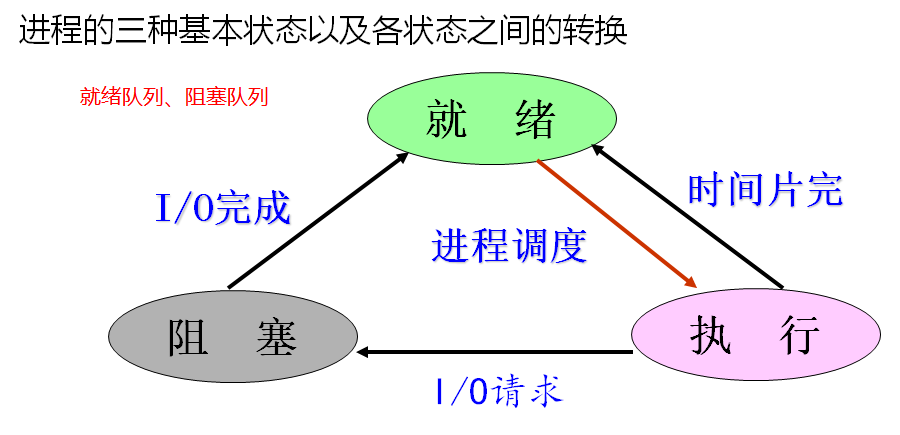 进程的三种基本状态以及各状态之间的转换
就绪队列、阻塞队列
就 绪
I/O完成
时间片完
进程调度
阻 塞
执 行
I/O请求